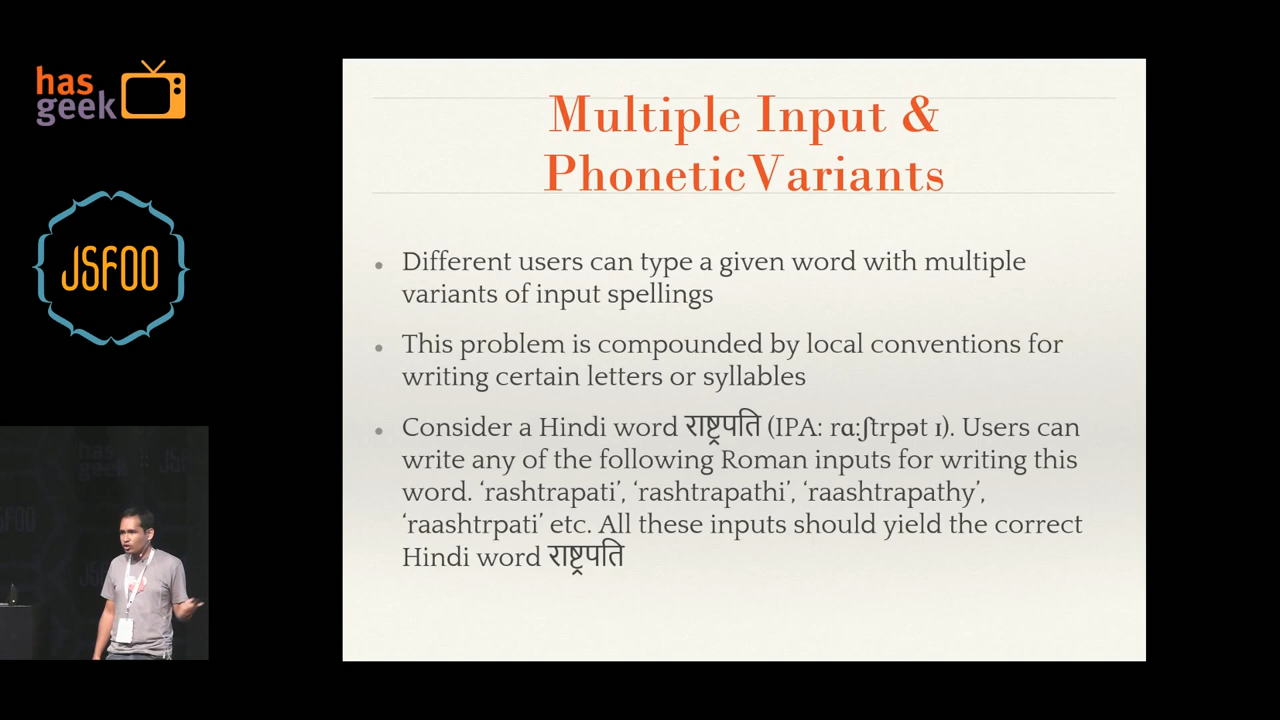 has
geek
JSFOO
Multiple Input &
PhoneticVariants
Different users can type a given word with multiple
variants of input spellings
This problem is compounded by local conventions for
writing certain letters or syllables
Consider a Hindi word राष्ट्रपति (IPA: rɑːʃtrpət ɪ). Users can
write any of the following Roman inputs for writing this
word. ‘rashtrapati’, ‘rashtrapathi’, ‘raashtrapathy’,
‘raashtrpati’ etc. All these inputs should yield the correct
Hindi word राष्ट्रपति